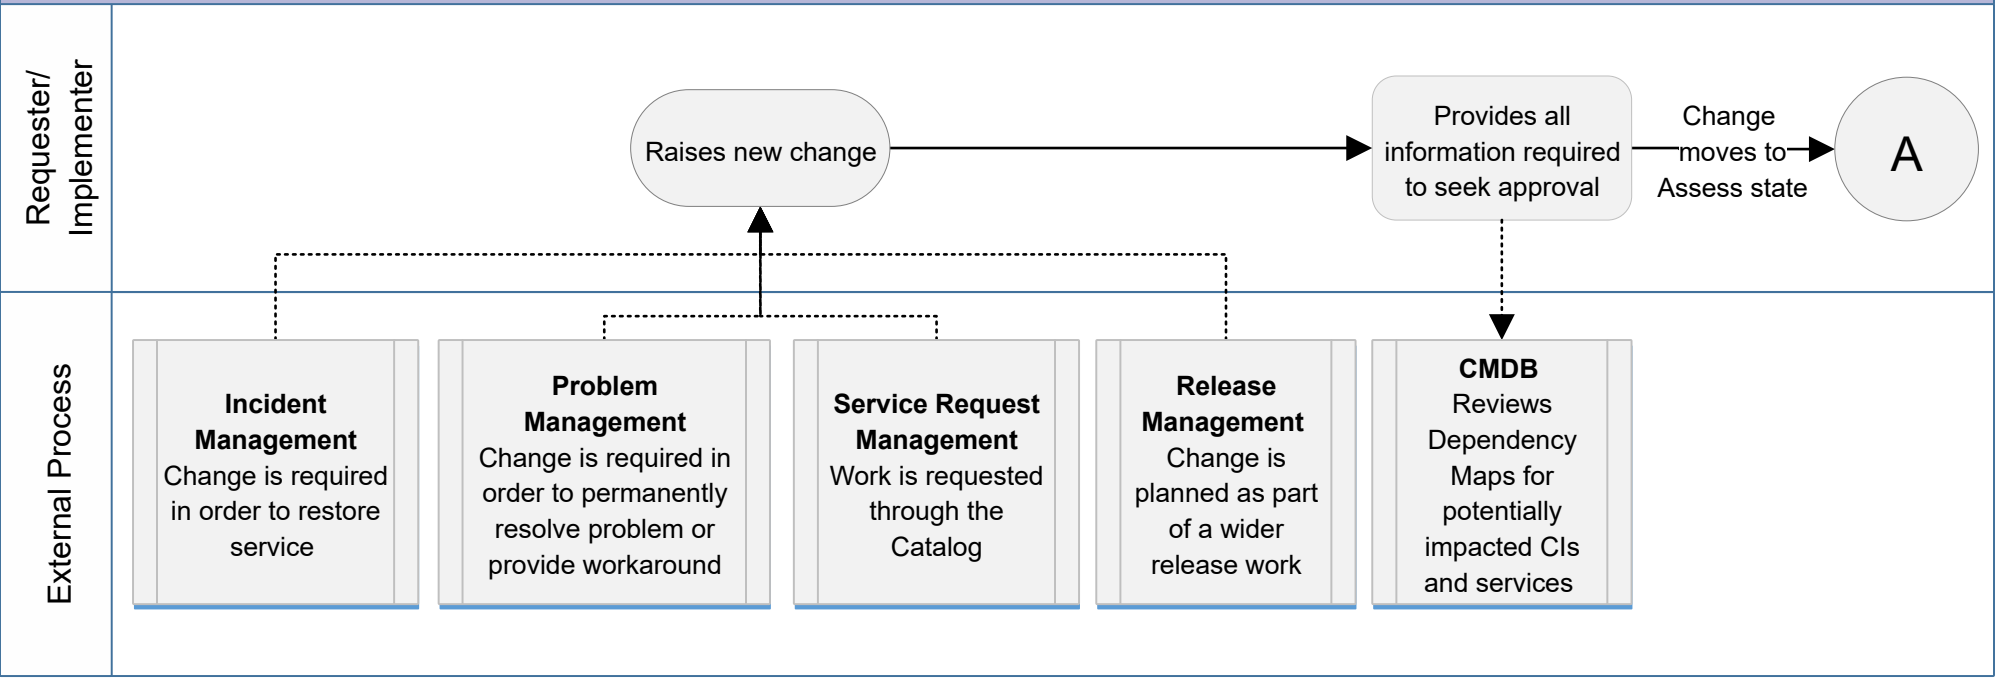 Requester/
Implementer
Raises new change
Provides all
information required
to seek approval
Change
moves to
Assess state
A
External Process
Incident
Management
Change is required
in order to restore
service
Problem
Management
Change is required in
order to permanently
resolve problem or
provide workaround
Service Request
Management
Work is requested
through the
Catalog
Release
Management
Change is
planned as part
of a wider
release work
CMDB
Reviews
Dependency
Maps for
potentially
impacted CIs
and services